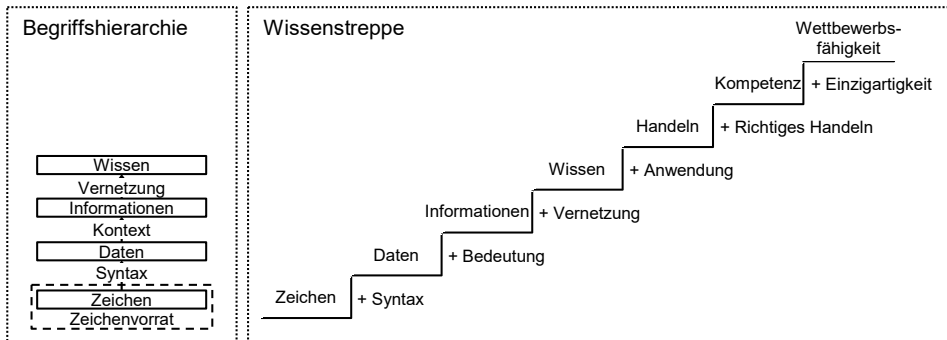 Begriffshierarchie
Wissen
Vernetzung
Informationen
Kontext
Daten
Syntax
Zeichen
Zeichenvorrat
Wissenstreppe
Wettbewerbs-
fähigkeit
Kompetenz
+ Einzigartigkeit
Handeln
+ Richtiges Handeln
Wissen
+ Anwendung
Informationen
+ Vernetzung
Daten
+ Bedeutung
Zeichen
+ Syntax